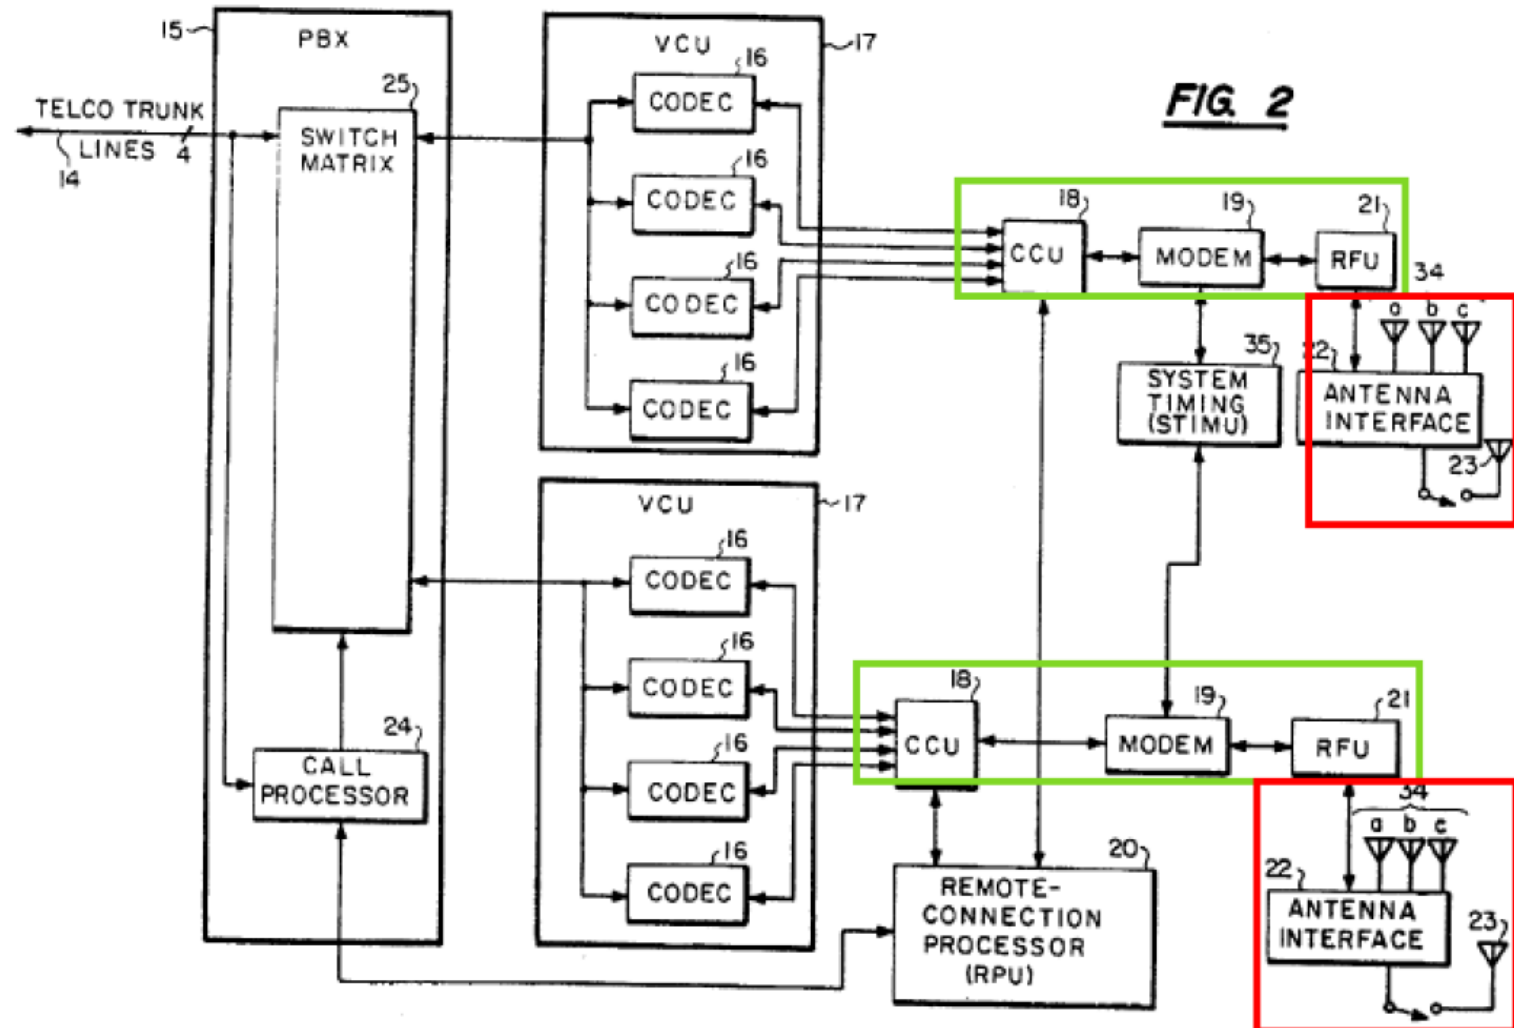 FIG. 2
15
PBX
TELCO TRUNK
LINES 4
14
25
SWITCH
MATRIX
24
CALL
PROCESSOR
VCU
17
16
CODEC
16
CODEC
16
CODEC
16
CODEC
VCU
17
16
CODEC
16
CODEC
16
CODEC
16
CODEC
18
CCU
19
MODEM
21
RFU
34
a b c
22
ANTENNA
INTERFACE
23
35
SYSTEM
TIMING
(STIMU)
18
CCU
19
MODEM
21
RFU
34
a b c
22
ANTENNA
INTERFACE
23
20
REMOTE-
CONNECTION
PROCESSOR
(RPU)